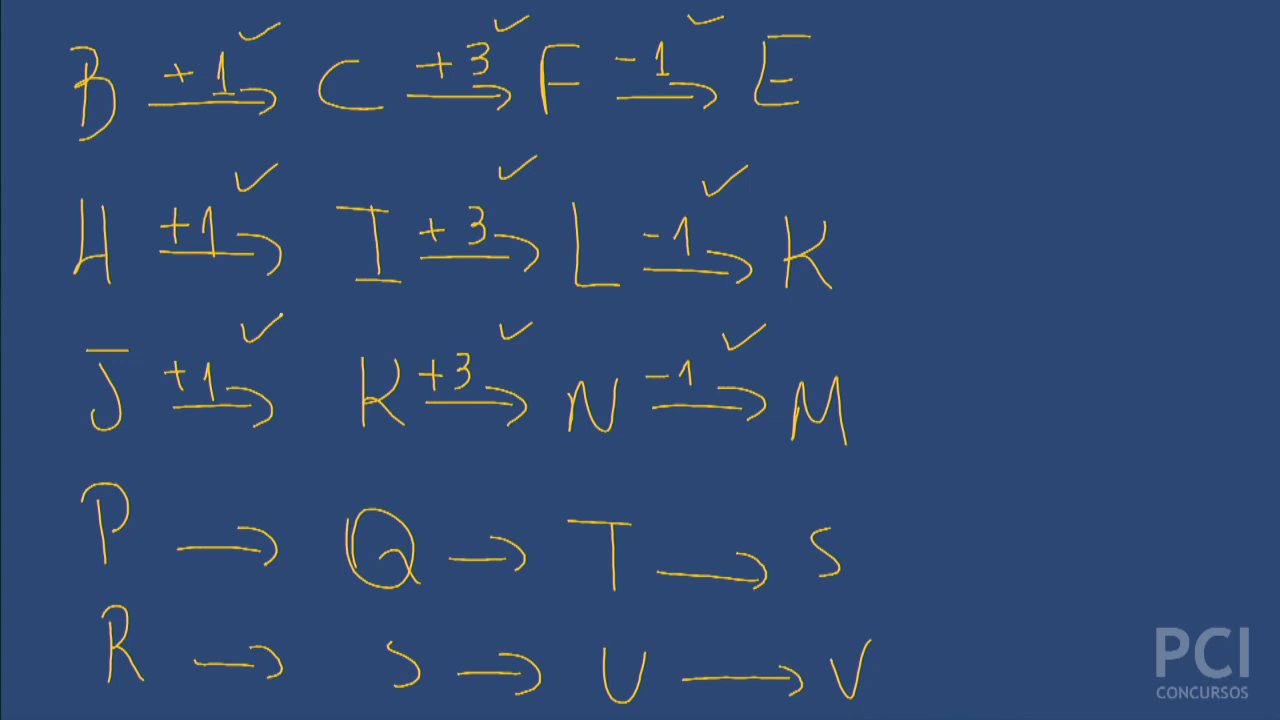 B +1 → C +3 → F -1 → E
H +1 → I +3 → L -1 → K
J +1 → K +3 → N -1 → M
P → Q → T → S
R → S → U → V
PCI
CONCURSOS